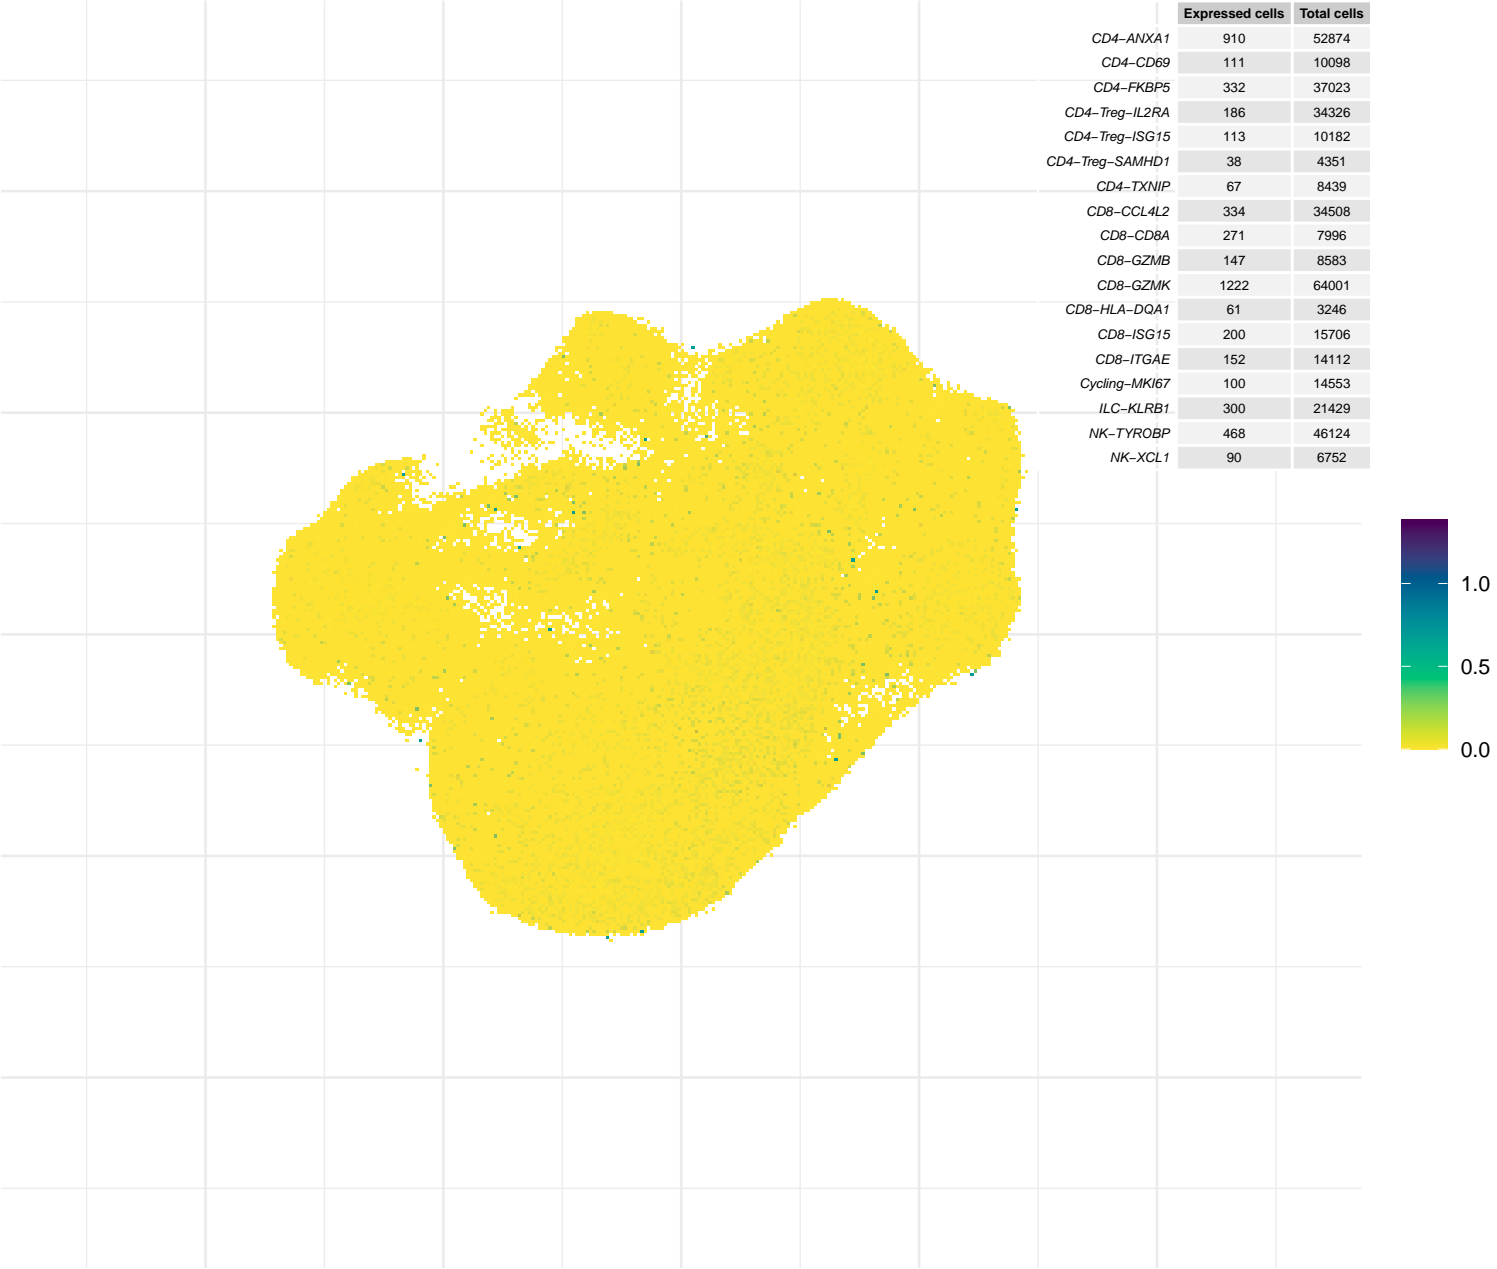 Expressed cells Total cells
CD4−ANXA1 910 52874
CD4−CD69 111 10098
CD4−FKBP5 332 37023
CD4−Treg−IL2RA 186 34326
CD4−Treg−ISG15 113 10182
CD4−Treg−SAMHD1 38 4351
CD4−TXNIP 67 8439
CD8−CCL4L2 334 34508
CD8−CD8A 271 7996
CD8−GZMB 147 8583
CD8−GZMK 1222 64001
CD8−HLA−DQA1 61 3246
CD8−ISG15 200 15706
CD8−ITGAE 152 14112
Cycling−MKI67 100 14553
ILC−KLRB1 300 21429
NK−TYROBP 468 46124
NK−XCL1 90 6752
1.0
0.5
0.0